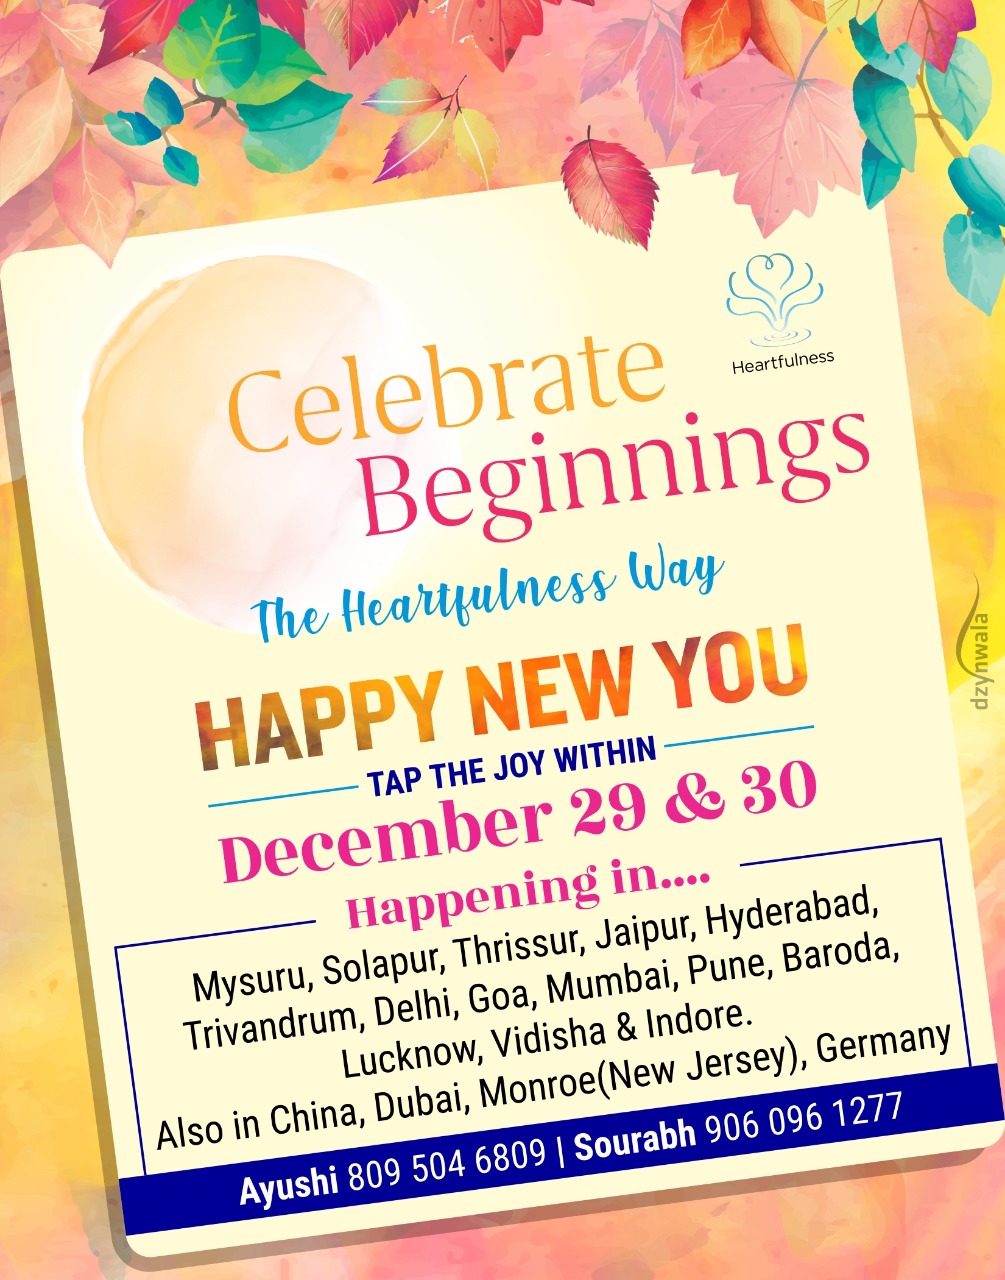 Heartfulness
Celebrate
Beginnings
The Heartfulness Way
HAPPY NEW YOU
TAP THE JOY WITHIN
December 29 & 30
Happening in....
Mysuru, Solapur, Thrissur, Jaipur, Hyderabad,
Trivandrum, Delhi, Goa, Mumbai, Pune, Baroda,
Lucknow, Vidisha & Indore.
Also in China, Dubai, Monroe(New Jersey), Germany
Ayushi 809 504 6809 | Sourabh 906 096 1277
dzynwala